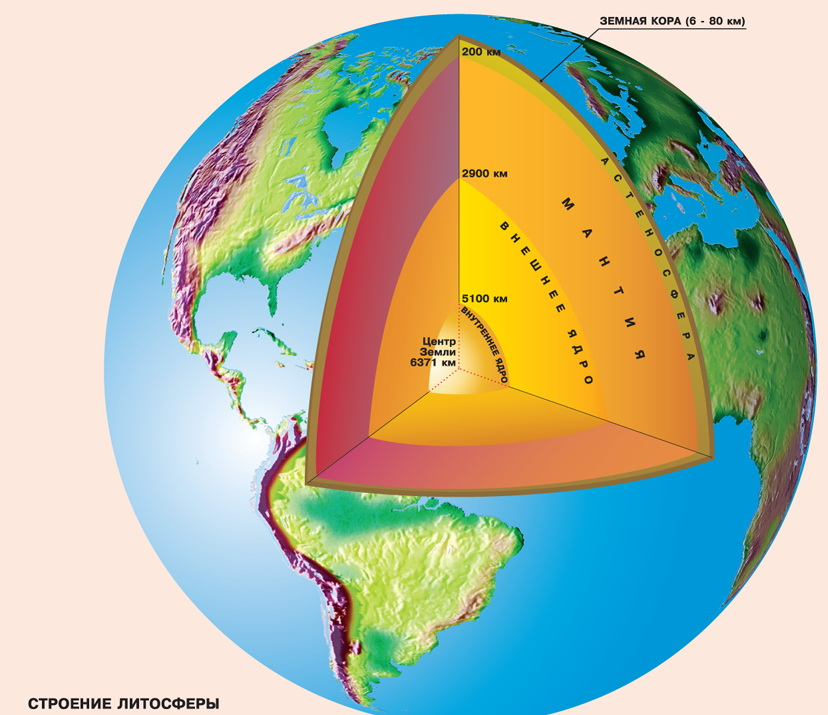 ЗЕМНАЯ КОРА (6 - 80 км)
200 км
АСТЕНОСФЕРА
2900 км
МАНТИЯ
ВНЕШНЕЕ ЯДРО
5100 км
ВНУТРЕННЕЕ ЯДРО
Центр
Земли
6371 км
СТРОЕНИЕ ЛИТОСФЕРЫ